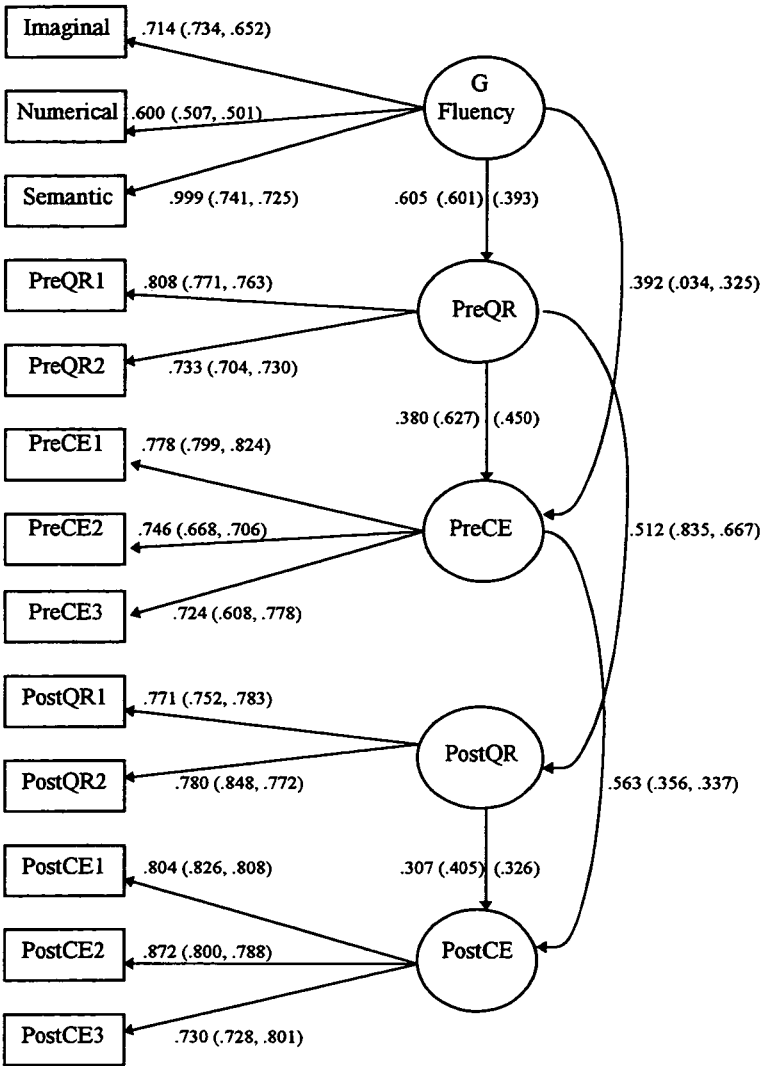 Imaginal .714 (.734, .652)
G
Fluency
Numerical .600 (.507, .501)
Semantic .999 (.741, .725) .605 (.601) (.393)
PreQR1 .808 (.771, .763) .392 (.034, .325)
PreQR
PreQR2 .733 (.704, .730)
.380 (.627) (.450)
PreCE1 .778 (.799, .824)
PreCE2 .746 (.668, .706) PreCE .512 (.835, .667)
PreCE3 .724 (.608, .778)
PostQR1 .771 (.752, .783)
PostQR
PostQR2 .780 (.848, .772) .563 (.356, .337)
PostCE1 .804 (.826, .808) .307 (.405) (.326)
PostCE2 .872 (.800, .788) PostCE
PostCE3 .730 (.728, .801)